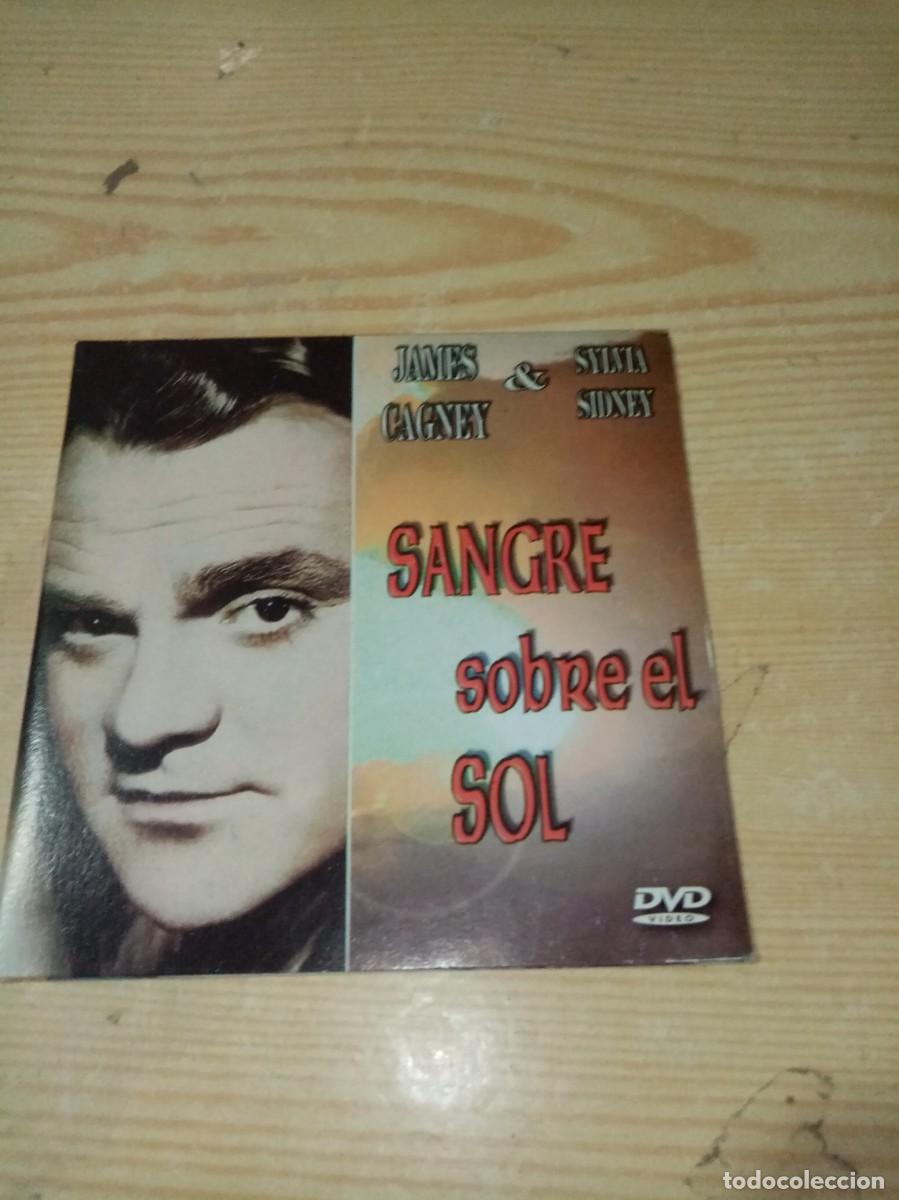 JAMES & SYLVIA
CAGNEY SIDNEY
SANGRE
sobre el
SOL
DVD
VIDEO
todocoleccion